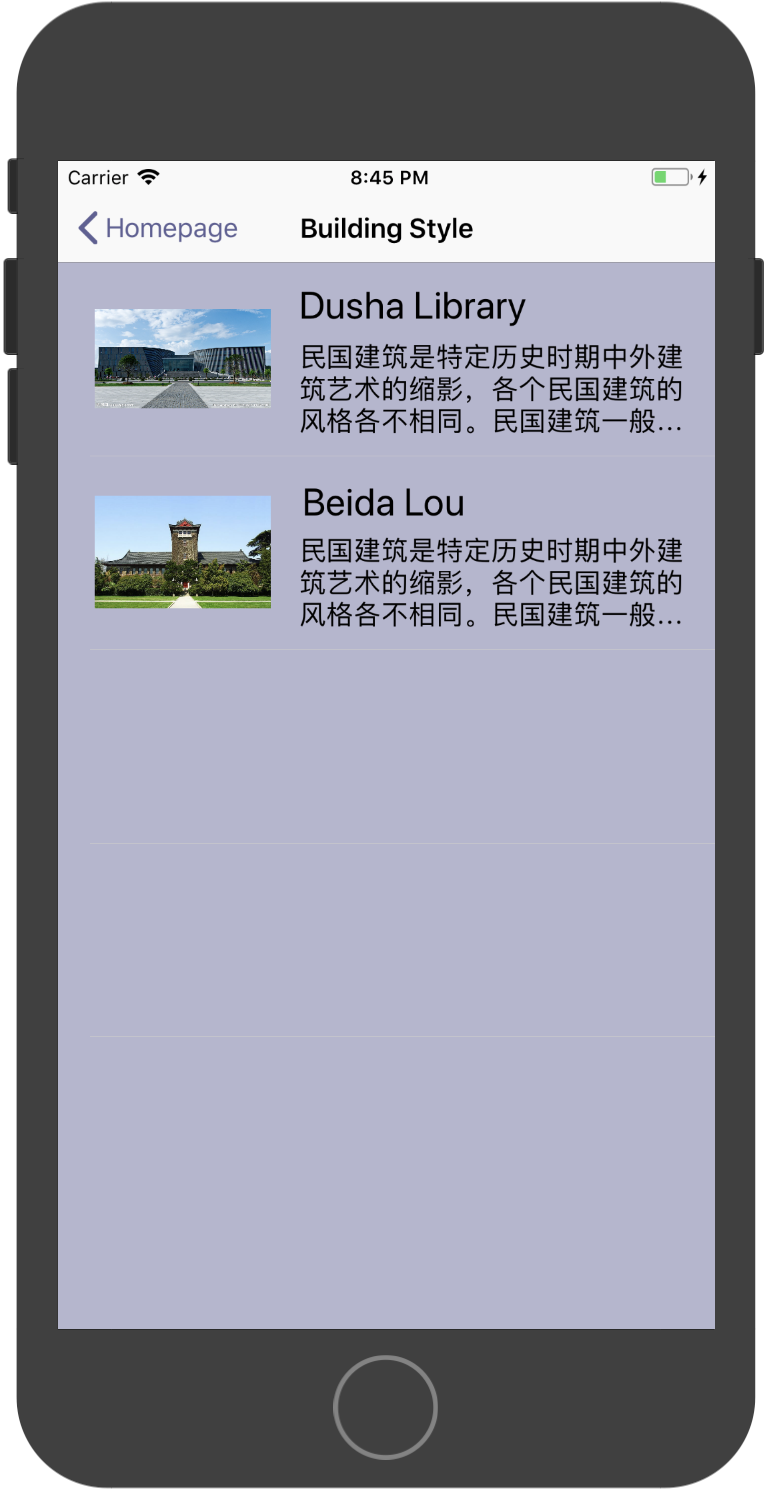 Carrier 8:45 PM
Homepage Building Style
Dusha Library
民国建筑是特定历史时期中外建
筑艺术的缩影，各个民国建筑的
风格各不相同。民国建筑一般...
Beida Lou
民国建筑是特定历史时期中外建
筑艺术的缩影，各个民国建筑的
风格各不相同。民国建筑一般...